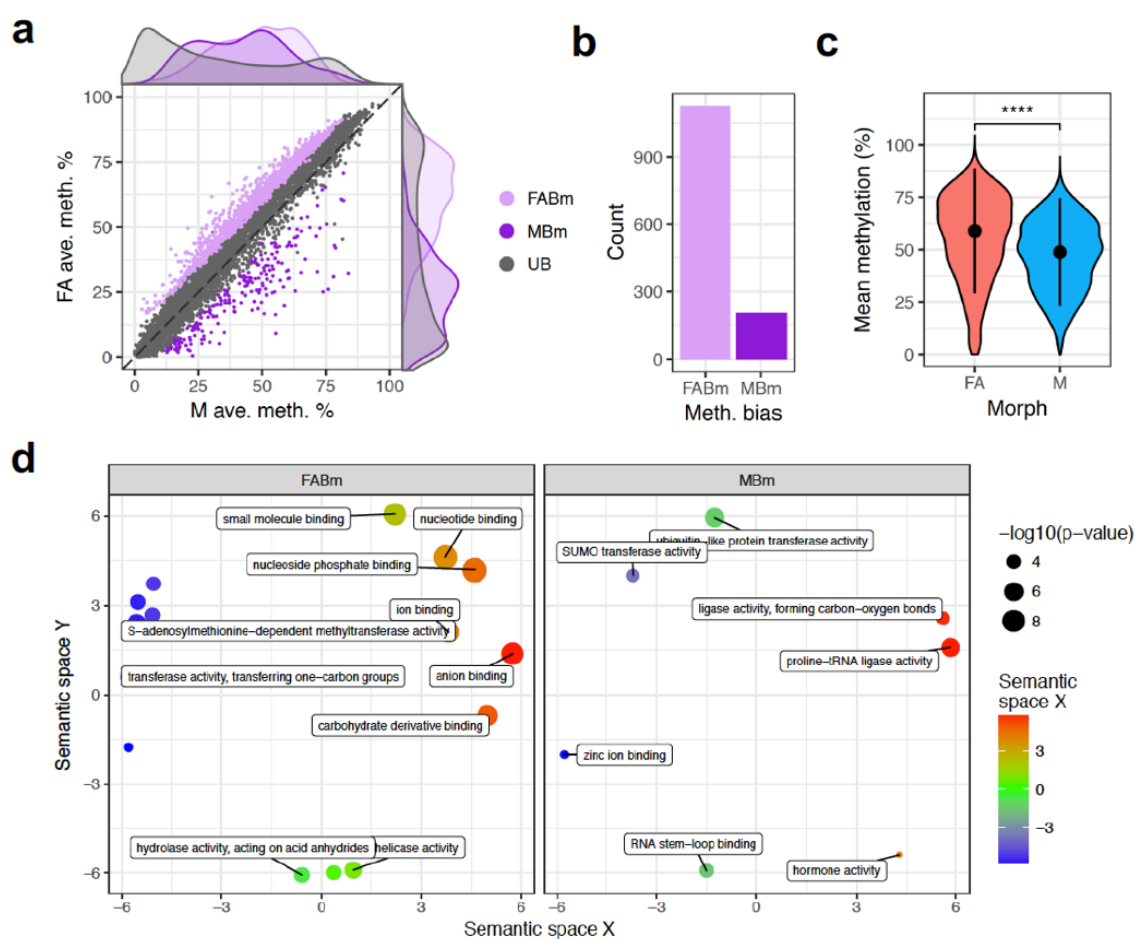 a
FA ave. meth. %
100
75
50
25
0
0 25 50 75 100
M ave. meth. %
FABm
MBm
UB
b
Count
900
600
300
0
FABm MBm
Meth. bias
c
Mean methylation (%)
****
100
75
50
25
0
FA M
Morph
d
FABm
MBm
Semantic space Y
6
3
0
−3
−6
small molecule binding
nucleotide binding
nucleoside phosphate binding
ion binding
S−adenosylmethionine−dependent methyltransferase activity
transferase activity, transferring one−carbon groups
anion binding
carbohydrate derivative binding
hydrolase activity, acting on acid anhydrides
helicase activity
−6 −3 0 3 6
ubiquitin−like protein transferase activity
SUMO transferase activity
ligase activity, forming carbon−oxygen bonds
proline−tRNA ligase activity
zinc ion binding
RNA stem−loop binding
hormone activity
−6 −3 0 3 6
Semantic space X
−log10(p−value)
4
6
8
Semantic
space X
3
0
−3